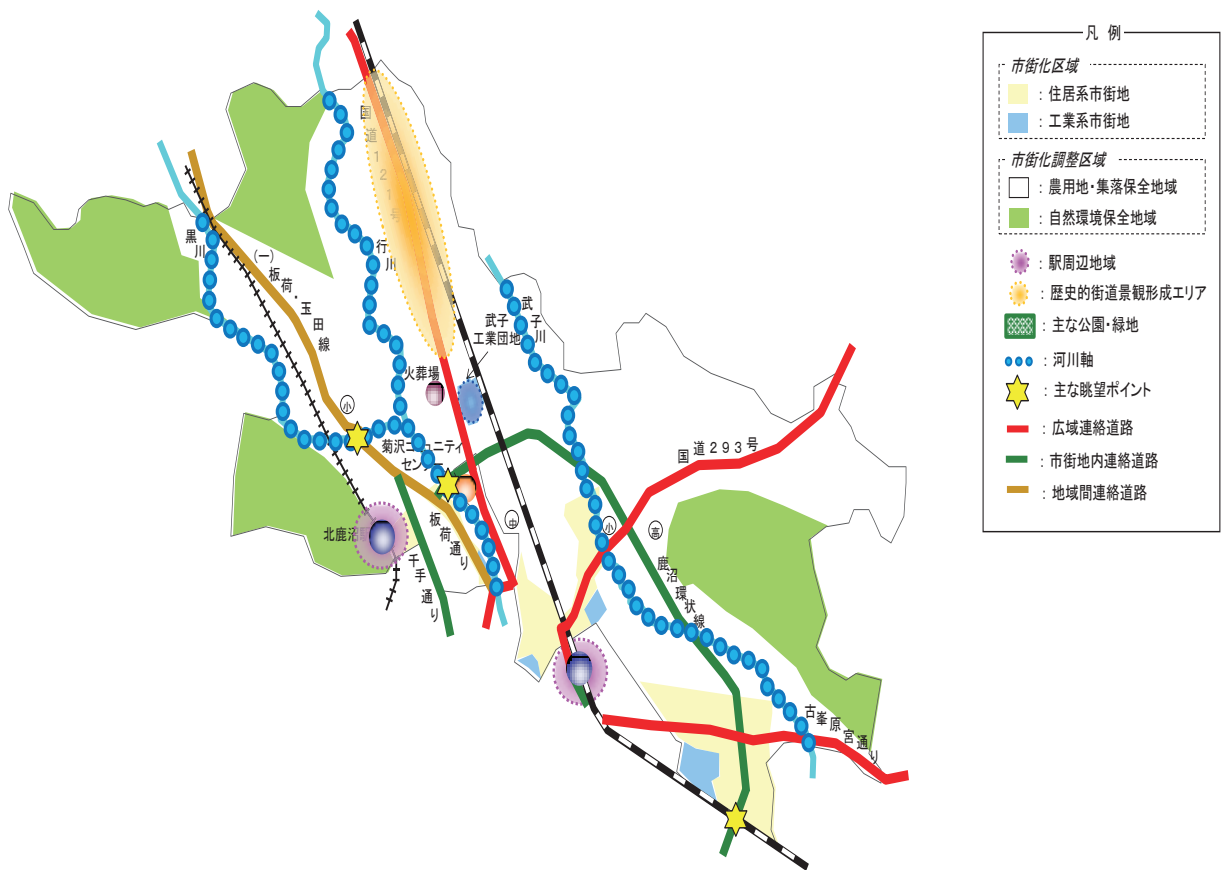 国道121号
黒川
(一)板荷・玉田線
行川
武子川
武子
工業団地
火葬場
小
菊沢コミュニティ
センター
国道293号
北鹿沼駅
千手通り
板荷通り
中
小
高
鹿沼環状線
古峯原宮通り
凡 例
市街化区域
：住居系市街地
：工業系市街地
市街化調整区域
：農用地・集落保全地域
：自然環境保全地域
：駅周辺地域
：歴史的街道景観形成エリア
：主な公園・緑地
：河川軸
：主な眺望ポイント
：広域連絡道路
：市街地内連絡道路
：地域間連絡道路